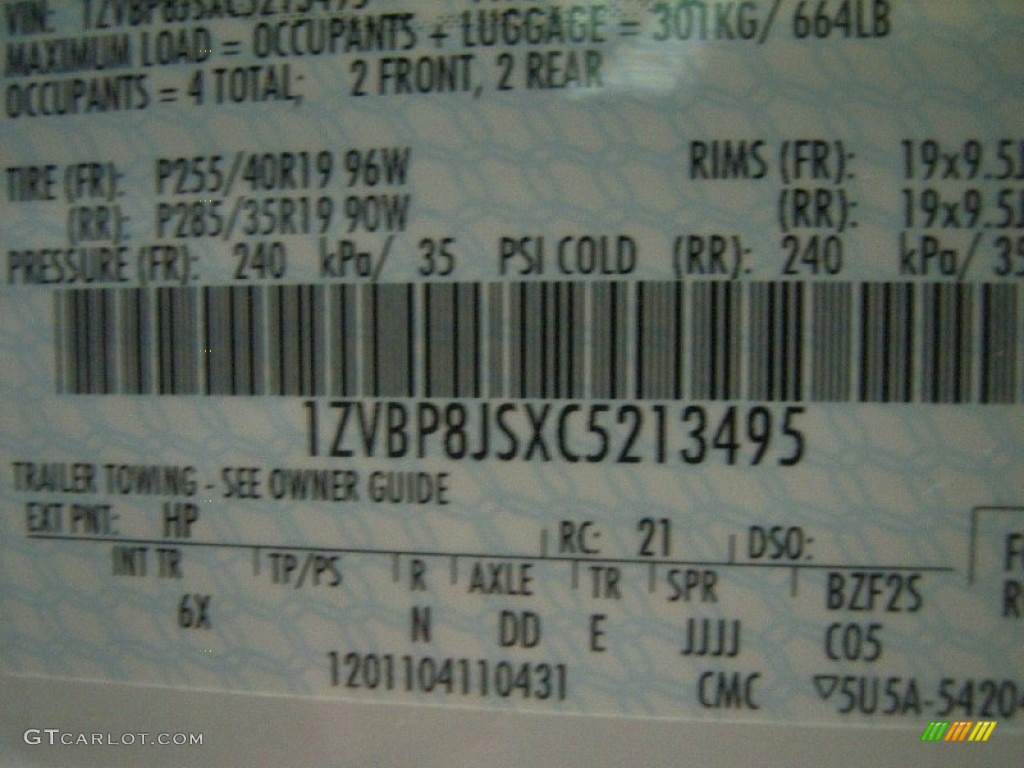 VIN: 1ZVBP8JSXC5213495
MAXIMUM LOAD = OCCUPANTS + LUGGAGE = 301KG/ 664LB
OCCUPANTS = 4 TOTAL; 2 FRONT, 2 REAR
TIRE (FR): P255/40R19 96W RIMS (FR): 19x9.5J
(RR): P285/35R19 90W (RR): 19x9.5J
PRESSURE (FR): 240 kPa/ 35 PSI COLD (RR): 240 kPa/ 35
1ZVBP8JSXC5213495
TRAILER TOWING - SEE OWNER GUIDE
EXT PNT: HP RC: 21 DSO:
INT TR TP/PS R AXLE TR SPR BZF2S
6X N DD E JJJJ C05
1201104110431 CMC ▽5U5A-5420
GTCARLOT.COM